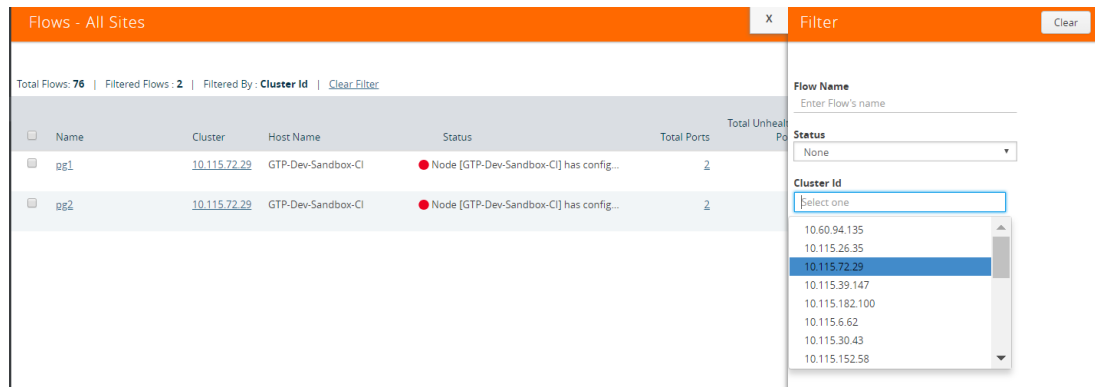 Flows - All Sites
X
Filter
Clear
Total Flows: 76 | Filtered Flows : 2 | Filtered By : Cluster Id | Clear Filter
Name
Cluster
Host Name
Status
Total Ports
Total Unhealt
Po
pg1
10.115.72.29
GTP-Dev-Sandbox-CI
Node [GTP-Dev-Sandbox-CI] has config...
2
pg2
10.115.72.29
GTP-Dev-Sandbox-CI
Node [GTP-Dev-Sandbox-CI] has config...
2
Flow Name
Enter Flow's name
Status
None
Cluster Id
Select one
10.60.94.135
10.115.26.35
10.115.72.29
10.115.39.147
10.115.182.100
10.115.6.62
10.115.30.43
10.115.152.58